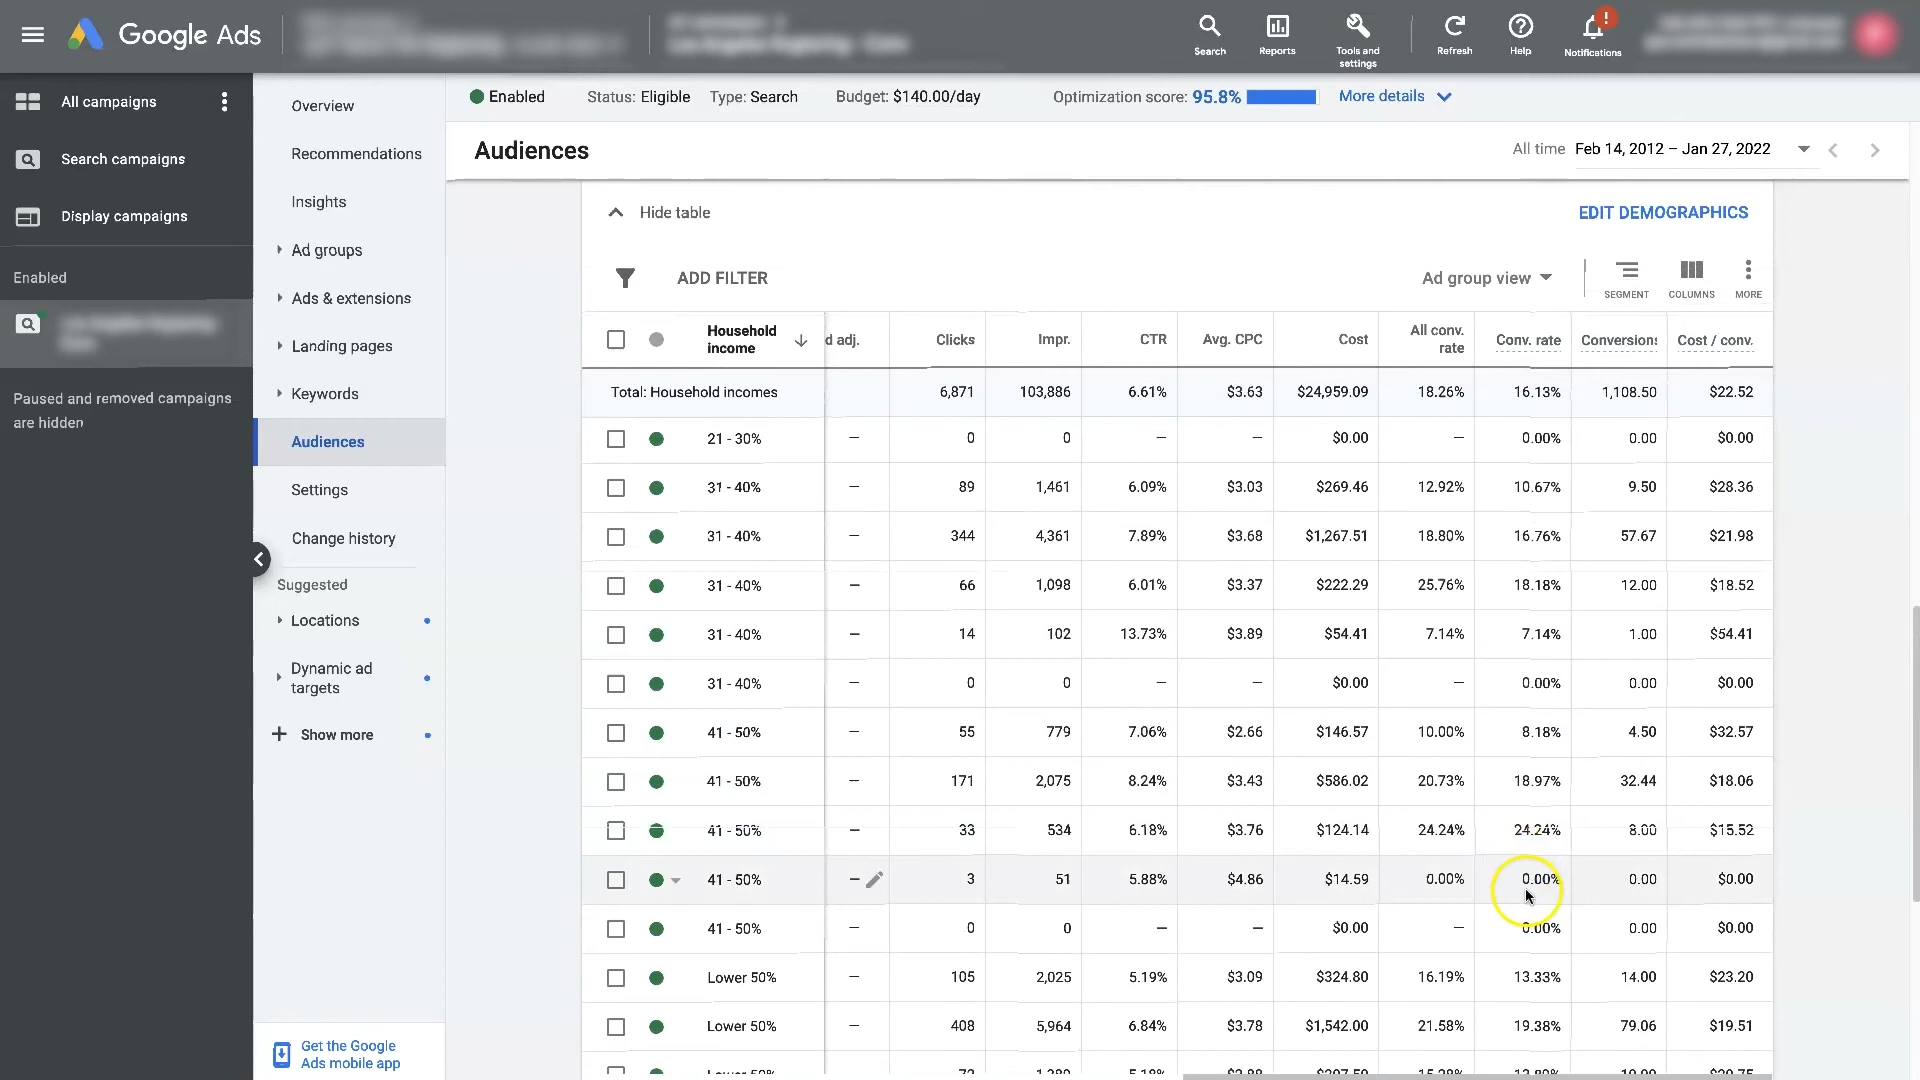 Google Ads
Search
Reports
Tools and
settings
Refresh
Help
!
Notifications
All campaigns
Search campaigns
Display campaigns
Enabled
Paused and removed campaigns
are hidden
Overview
Recommendations
Insights
Ad groups
Ads & extensions
Landing pages
Keywords
Audiences
Settings
Change history
Suggested
Locations
Dynamic ad
targets
+ Show more
Get the Google
Ads mobile app
Enabled Status: Eligible Type: Search Budget: $140.00/day Optimization score: 95.8% More details
Audiences
All time Feb 14, 2012 – Jan 27, 2022
Hide table
EDIT DEMOGRAPHICS
ADD FILTER
Ad group view
SEGMENT
COLUMNS
MORE
Household income d adj. Clicks Impr. CTR Avg. CPC Cost All conv. rate Conv. rate Conversions Cost / conv.
Total: Household incomes 6,871 103,886 6.61% $3.63 $24,959.09 18.26% 16.13% 1,108.50 $22.52
21 - 30% — 0 0 — — $0.00 — 0.00% 0.00 $0.00
31 - 40% — 89 1,461 6.09% $3.03 $269.46 12.92% 10.67% 9.50 $28.36
31 - 40% — 344 4,361 7.89% $3.68 $1,267.51 18.80% 16.76% 57.67 $21.98
31 - 40% — 66 1,098 6.01% $3.37 $222.29 25.76% 18.18% 12.00 $18.52
31 - 40% — 14 102 13.73% $3.89 $54.41 7.14% 7.14% 1.00 $54.41
31 - 40% — 0 0 — — $0.00 — 0.00% 0.00 $0.00
41 - 50% — 55 779 7.06% $2.66 $146.57 10.00% 8.18% 4.50 $32.57
41 - 50% — 171 2,075 8.24% $3.43 $586.02 20.73% 18.97% 32.44 $18.06
41 - 50% — 33 534 6.18% $3.76 $124.14 24.24% 24.24% 8.00 $15.52
41 - 50% — 3 51 5.88% $4.86 $14.59 0.00% 0.00% 0.00 $0.00
41 - 50% — 0 0 — — $0.00 — 0.00% 0.00 $0.00
Lower 50% — 105 2,025 5.19% $3.09 $324.80 16.19% 13.33% 14.00 $23.20
Lower 50% — 408 5,964 6.84% $3.78 $1,542.00 21.58% 19.38% 79.06 $19.51